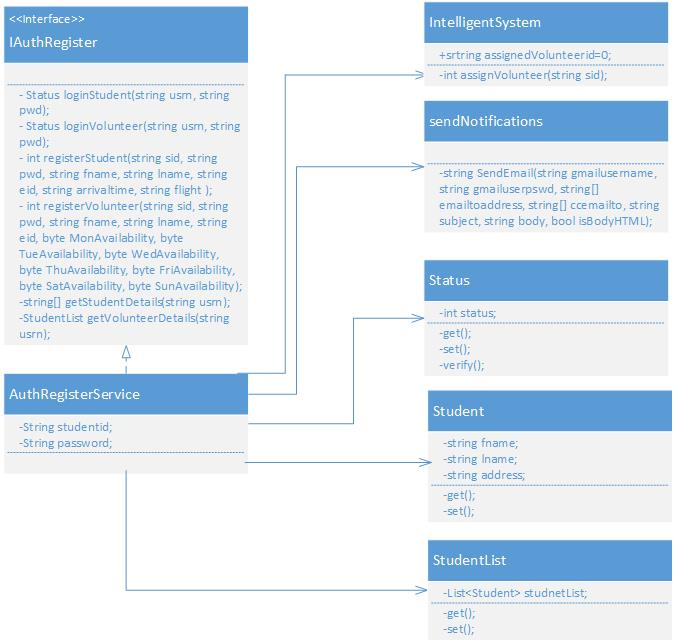 <<Interface>>
IAuthRegister
- Status loginStudent(string usrn, string
pwd);
- Status loginVolunteer(string usrn, string
pwd);
- int registerStudent(string sid, string
pwd, string fname, string lname, string
eid, string arrivaltime, string flight );
- int registerVolunteer(string sid, string
pwd, string fname, string lname, string
eid, byte MonAvailability, byte
TueAvailability, byte WedAvailability,
byte ThuAvailability, byte FriAvailability,
byte SatAvailability, byte SunAvailability);
-string[] getStudentDetails(string usrn);
-StudentList getVolunteerDetails(string
usrn);
AuthRegisterService
-String studentid;
-String password;
IntelligentSystem
+srtring assignedVolunteerid=0;
-int assignVolunteer(string sid);
sendNotifications
-string SendEmail(string gmailusername,
string gmailuserpswd, string[]
emailtoaddress, string[] ccemailto, string
subject, string body, bool isBodyHTML);
Status
-int status;
-get();
-set();
-verify();
Student
-string fname;
-string lname;
-string address;
-get();
-set();
StudentList
-List<Student> studnetList;
-get();
-set();